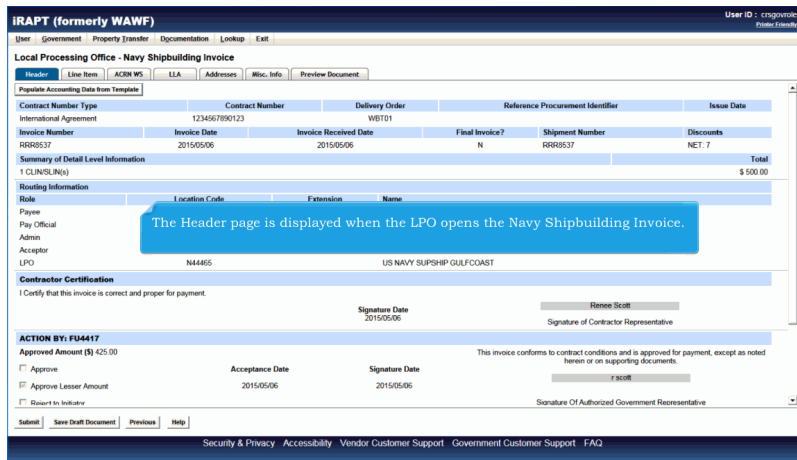 iRAPT (formerly WAWF)
User ID : crsgovrole
Printer Friendly
User Government Property Transfer Documentation Lookup Exit
Local Processing Office - Navy Shipbuilding Invoice
Header Line Item ACRN WS LLA Addresses Misc. Info Preview Document
Populate Accounting Data from Template
Contract Number Type Contract Number Delivery Order Reference Procurement Identifier Issue Date
International Agreement 1234567890123 WBT01
Invoice Number Invoice Date Invoice Received Date Final Invoice? Shipment Number Discounts
RRR8537 2015/05/06 2015/05/06 N RRR8537 NET: 7
Summary of Detail Level Information Total
1 CLIN/SLIN(s) $ 500.00
Routing Information
Role Location Code Extension Name
Payee
Pay Official
Admin
Acceptor
The Header page is displayed when the LPO opens the Navy Shipbuilding Invoice.
LPO N44465 US NAVY SUPSHIP GULFCOAST
Contractor Certification
I Certify that this invoice is correct and proper for payment.
Renee Scott
Signature Date
2015/05/06
Signature of Contractor Representative
ACTION BY: FU4417
Approved Amount ($) 425.00
This invoice conforms to contract conditions and is approved for payment, except as noted
herein or on supporting documents.
Approve Acceptance Date Signature Date
r scott
Approve Lesser Amount 2015/05/06 2015/05/06
Reject to Initiator Signature Of Authorized Government Representative
Submit Save Draft Document Previous Help
Security & Privacy Accessibility Vendor Customer Support Government Customer Support FAQ